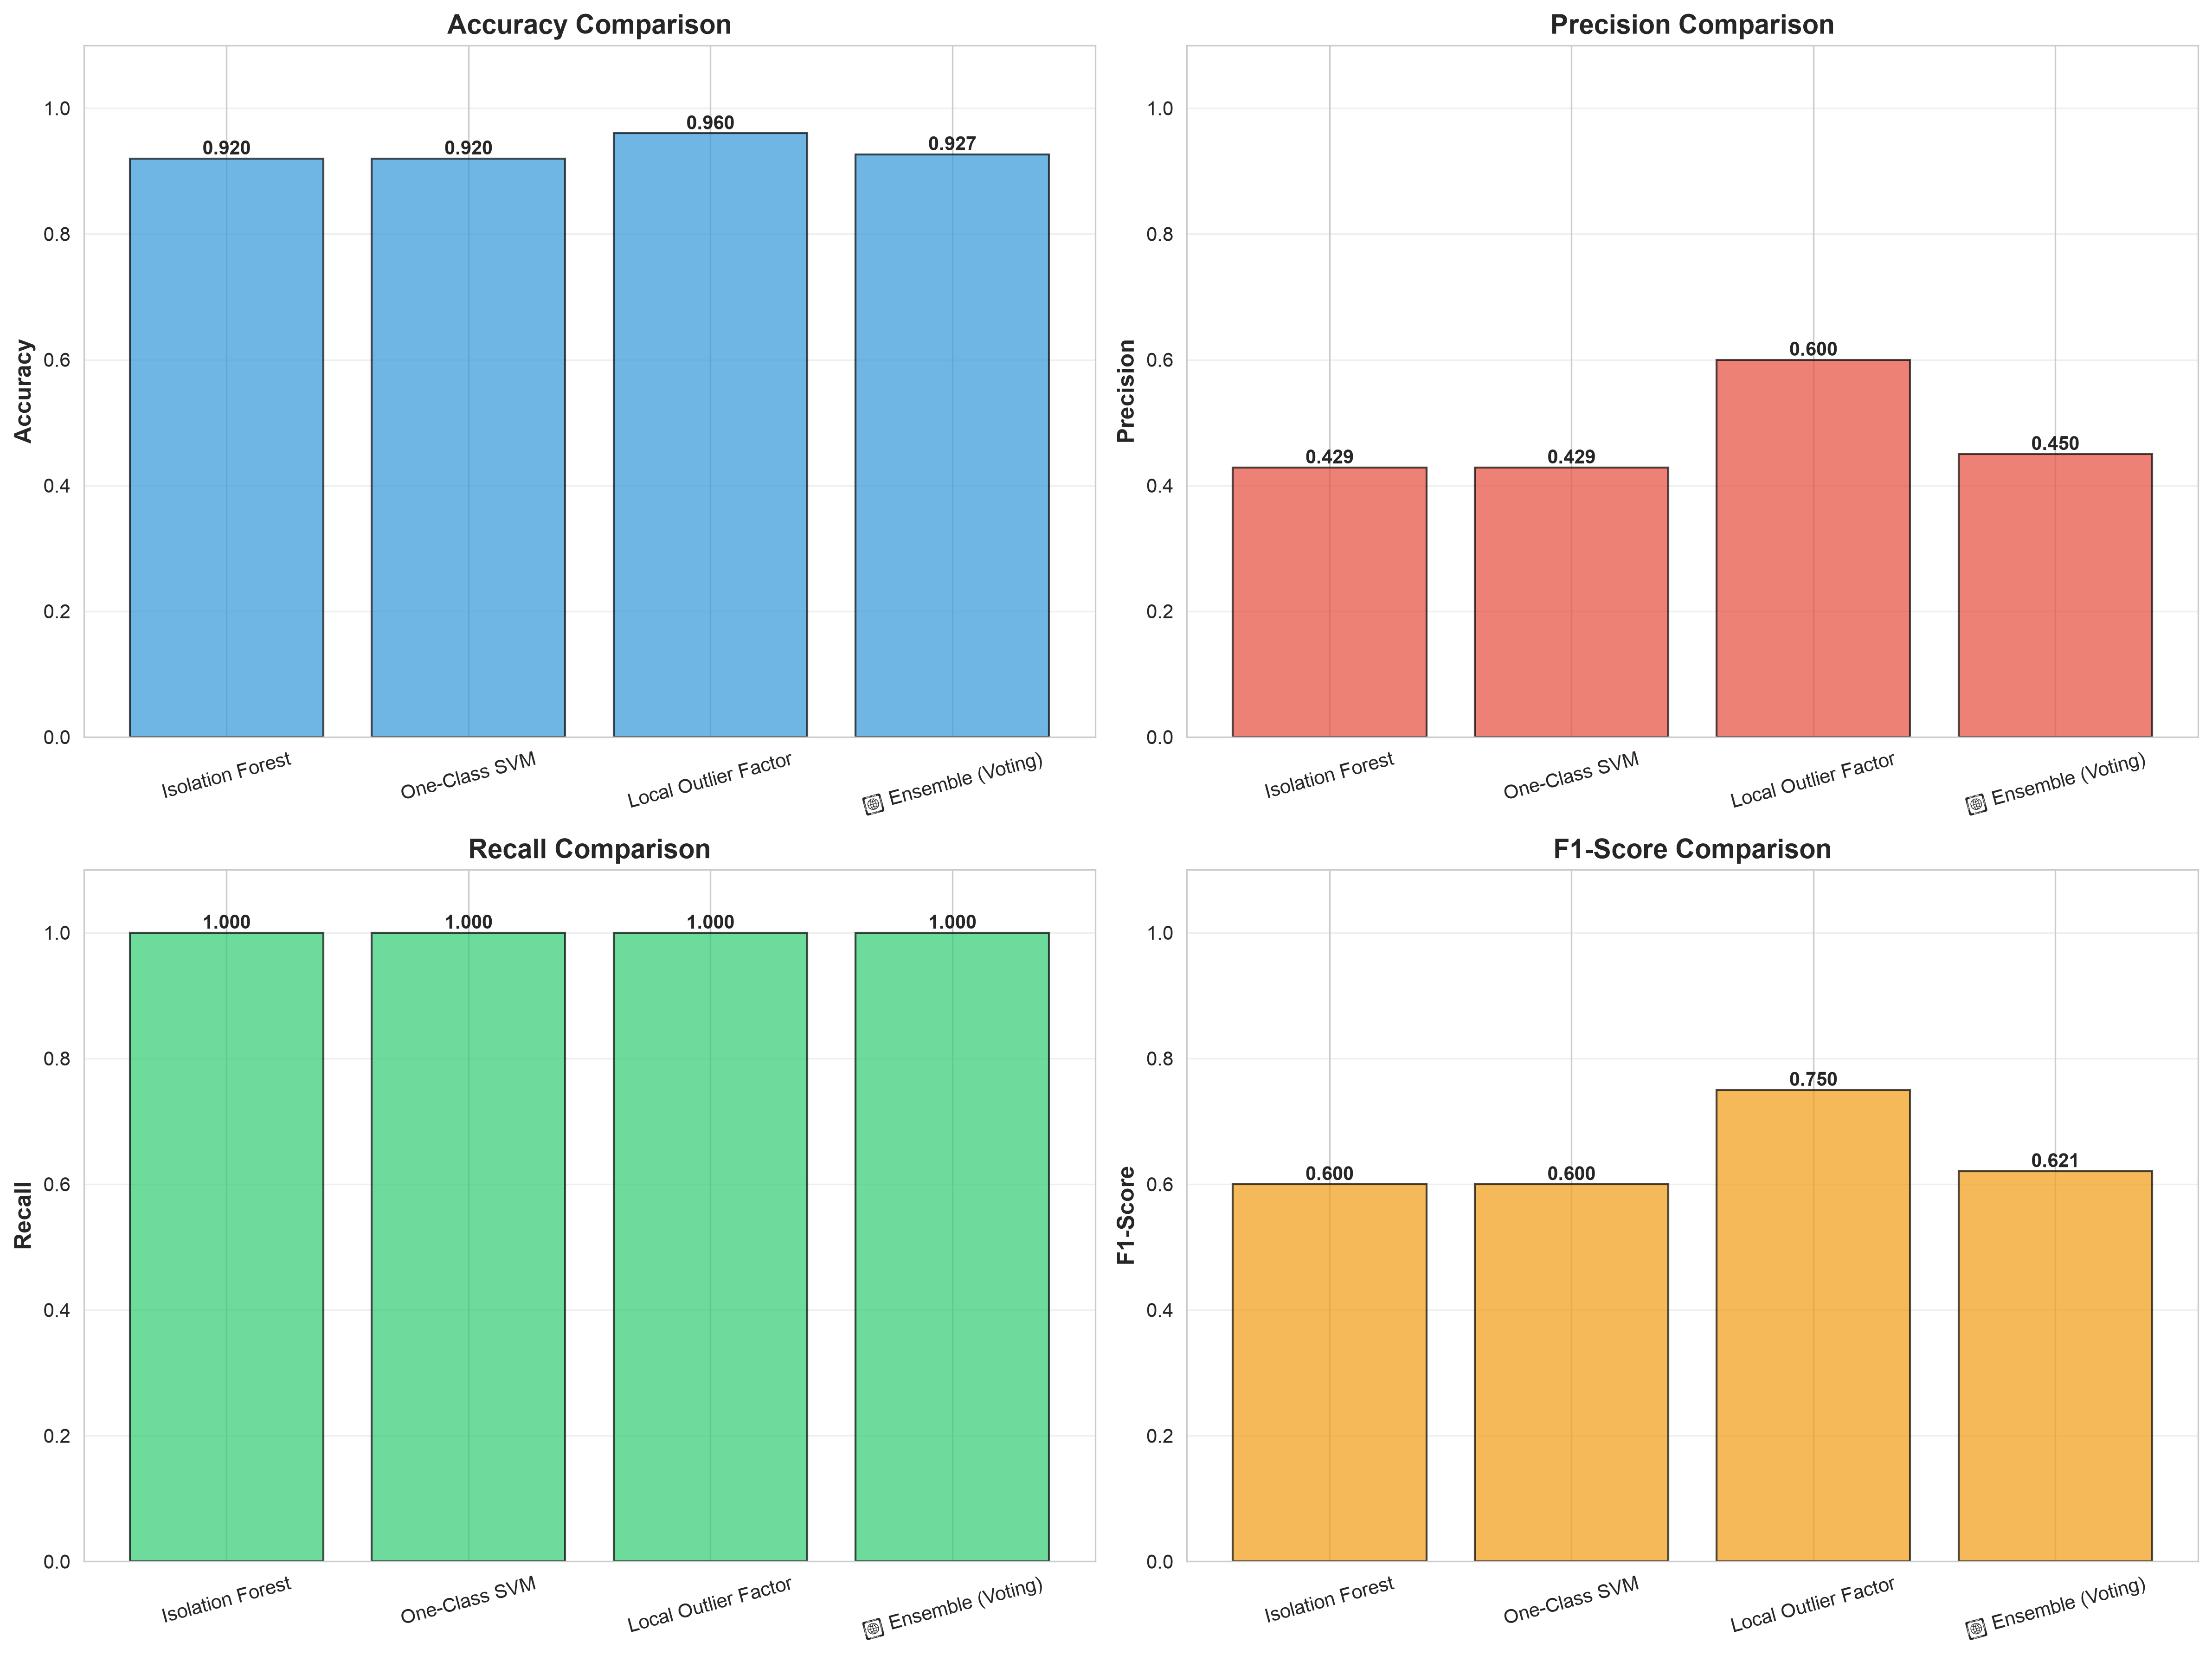 Accuracy Comparison
Accuracy
1.0
0.8
0.6
0.4
0.2
0.0
0.920
0.920
0.960
0.927
Isolation Forest
One-Class SVM
Local Outlier Factor
Ensemble (Voting)
Precision Comparison
Precision
1.0
0.8
0.6
0.4
0.2
0.0
0.429
0.429
0.600
0.450
Isolation Forest
One-Class SVM
Local Outlier Factor
Ensemble (Voting)
Recall Comparison
Recall
1.0
0.8
0.6
0.4
0.2
0.0
1.000
1.000
1.000
1.000
Isolation Forest
One-Class SVM
Local Outlier Factor
Ensemble (Voting)
F1-Score Comparison
F1-Score
1.0
0.8
0.6
0.4
0.2
0.0
0.600
0.600
0.750
0.621
Isolation Forest
One-Class SVM
Local Outlier Factor
Ensemble (Voting)